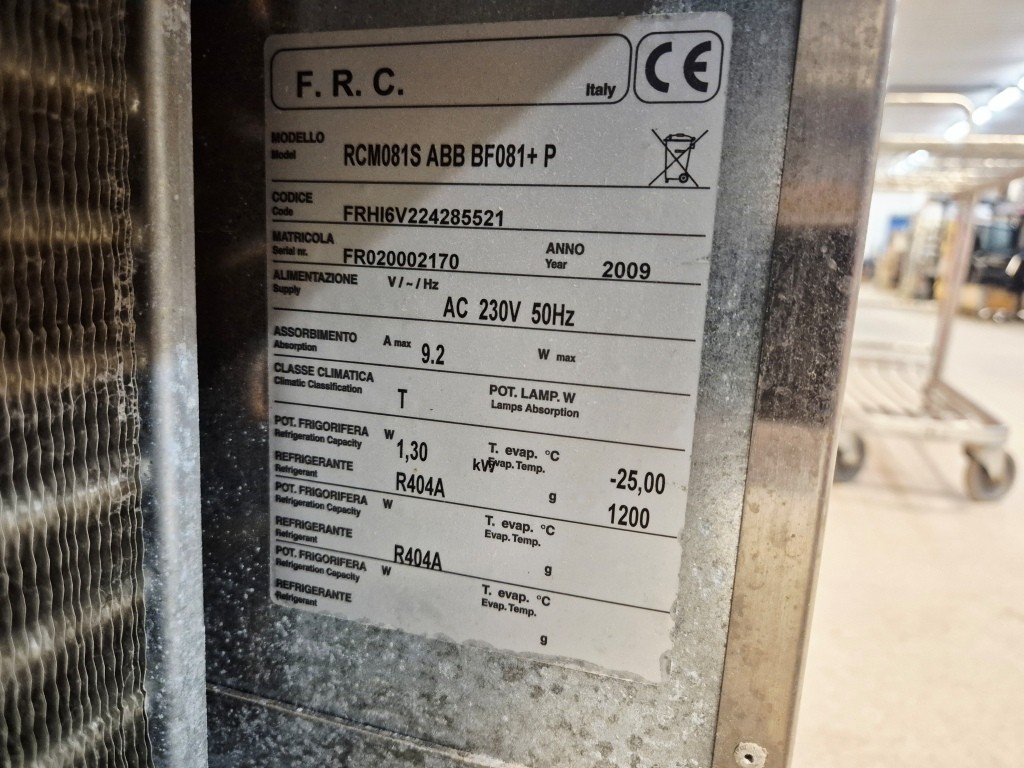 F. R. C. Italy CE
MODELLO
Model RCM081S ABB BF081+ P
CODICE
Code FRHI6V224285521
MATRICOLA ANNO
Serial nr. FR020002170 Year 2009
ALIMENTAZIONE V / ~ / Hz
Supply AC 230V 50Hz
ASSORBIMENTO A max 9.2 W max
Absorption
CLASSE CLIMATICA POT. LAMP. W
Climatic Classification T Lamps Absorption
POT. FRIGORIFERA W 1,30 kW T. evap. °C -25,00
Refrigeration Capacity Evap. Temp.
REFRIGERANTE R404A g 1200
Refrigerant
POT. FRIGORIFERA W T. evap. °C
Refrigeration Capacity Evap. Temp.
REFRIGERANTE R404A g
Refrigerant
POT. FRIGORIFERA W T. evap. °C
Refrigeration Capacity Evap. Temp.
REFRIGERANTE g
Refrigerant